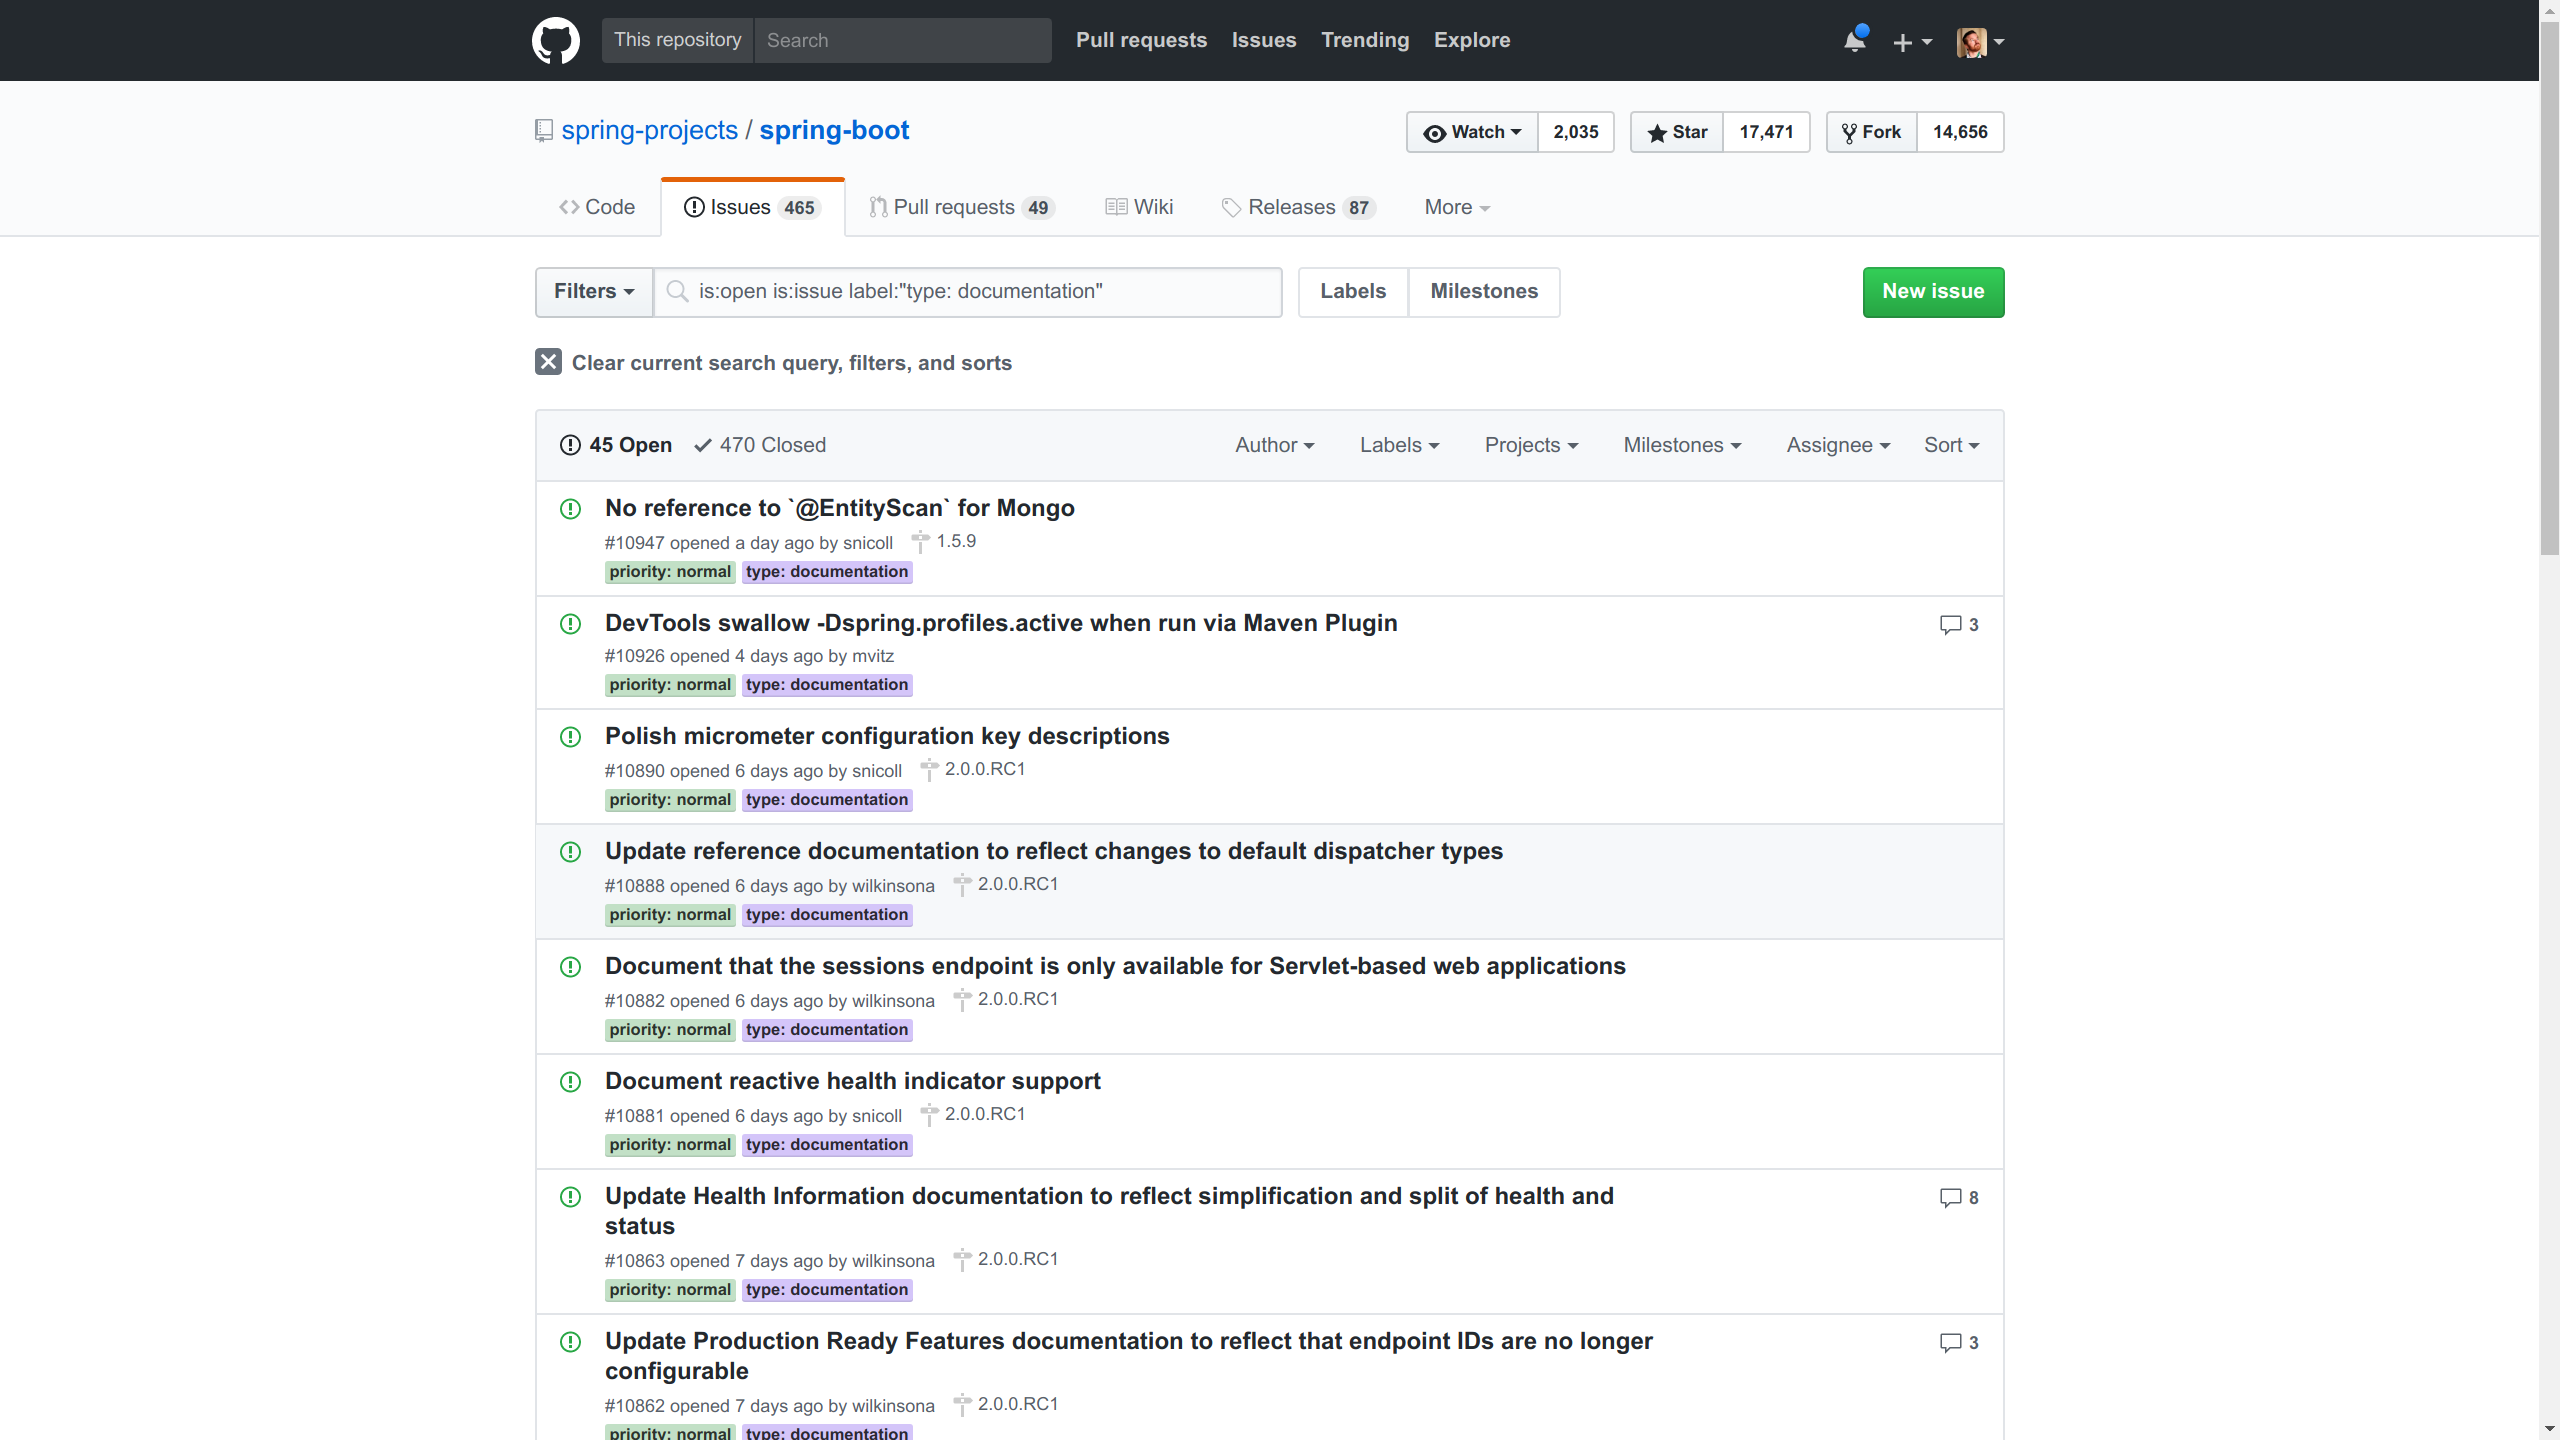 This repository Search Pull requests Issues Trending Explore
spring-projects / spring-boot Watch 2,035 Star 17,471 Fork 14,656
Code Issues 465 Pull requests 49 Wiki Releases 87 More
Filters is:open is:issue label:"type: documentation" Labels Milestones New issue
Clear current search query, filters, and sorts
45 Open 470 Closed Author Labels Projects Milestones Assignee Sort
No reference to `@EntityScan` for Mongo
#10947 opened a day ago by snicoll 1.5.9
priority: normal type: documentation
DevTools swallow -Dspring.profiles.active when run via Maven Plugin 3
#10926 opened 4 days ago by mvitz
priority: normal type: documentation
Polish micrometer configuration key descriptions
#10890 opened 6 days ago by snicoll 2.0.0.RC1
priority: normal type: documentation
Update reference documentation to reflect changes to default dispatcher types
#10888 opened 6 days ago by wilkinsona 2.0.0.RC1
priority: normal type: documentation
Document that the sessions endpoint is only available for Servlet-based web applications
#10882 opened 6 days ago by wilkinsona 2.0.0.RC1
priority: normal type: documentation
Document reactive health indicator support
#10881 opened 6 days ago by snicoll 2.0.0.RC1
priority: normal type: documentation
Update Health Information documentation to reflect simplification and split of health and 8
status
#10863 opened 7 days ago by wilkinsona 2.0.0.RC1
priority: normal type: documentation
Update Production Ready Features documentation to reflect that endpoint IDs are no longer 3
configurable
#10862 opened 7 days ago by wilkinsona 2.0.0.RC1
priority: normal type: documentation